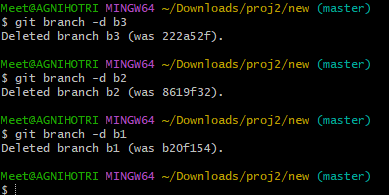 Meet@AGNIHOTRI MINGW64 ~/Downloads/proj2/new (master)
$ git branch -d b3
Deleted branch b3 (was 222a52f).
Meet@AGNIHOTRI MINGW64 ~/Downloads/proj2/new (master)
$ git branch -d b2
Deleted branch b2 (was 8619f32).
Meet@AGNIHOTRI MINGW64 ~/Downloads/proj2/new (master)
$ git branch -d b1
Deleted branch b1 (was b20f154).
Meet@AGNIHOTRI MINGW64 ~/Downloads/proj2/new (master)
$